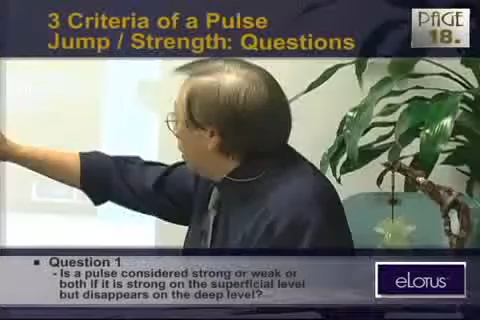 3 Criteria of a Pulse
Jump / Strength: Questions
PAGE
18.
Question 1
- Is a pulse considered strong or weak or
both if it is strong on the superficial level
but disappears on the deep level?
eLotus